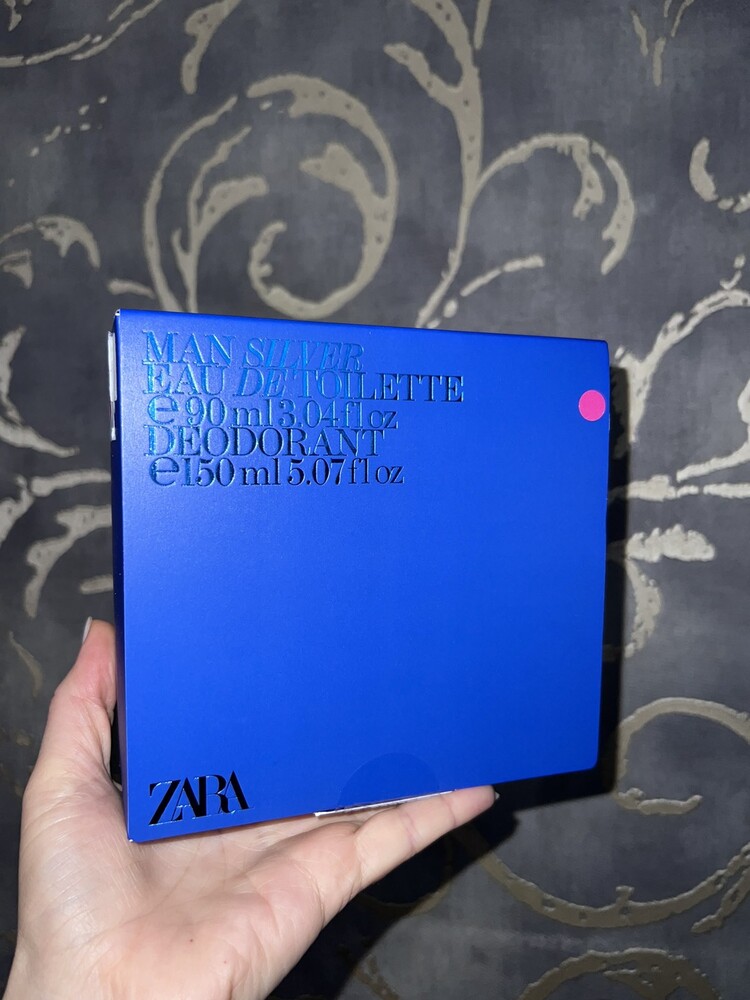 MAN SILVER
EAU DE TOILETTE
e 90 ml 3.04 fl oz
DEODORANT
e 150 ml 5.07 fl oz
ZARA